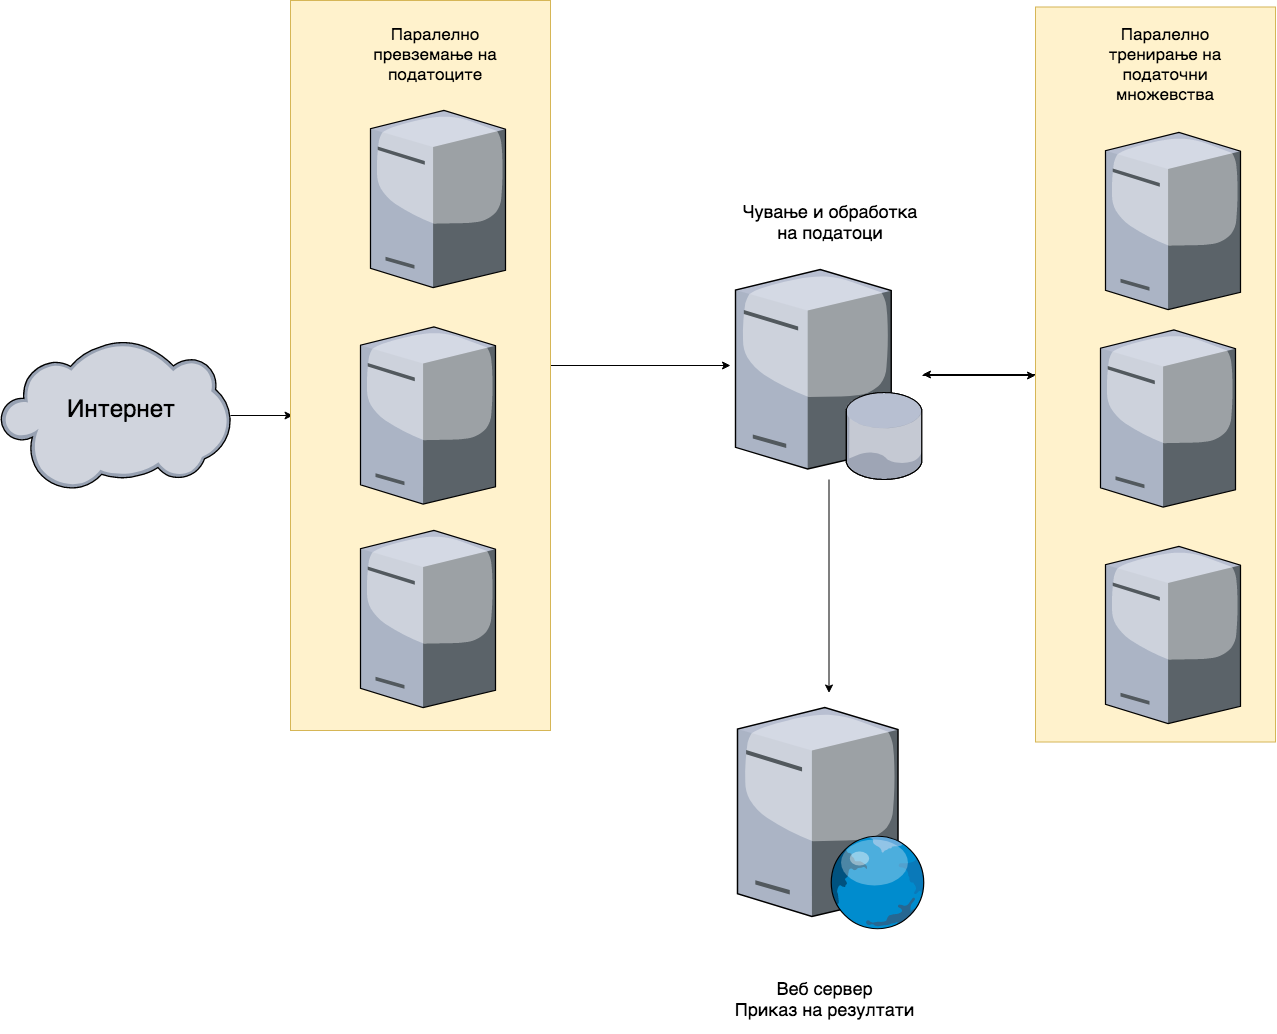 Паралелно
превземање на
податоците
Паралелно
тренирање на
податочни
множевства
Чување и обработка
на податоци
Интернет
Веб сервер
Приказ на резултати